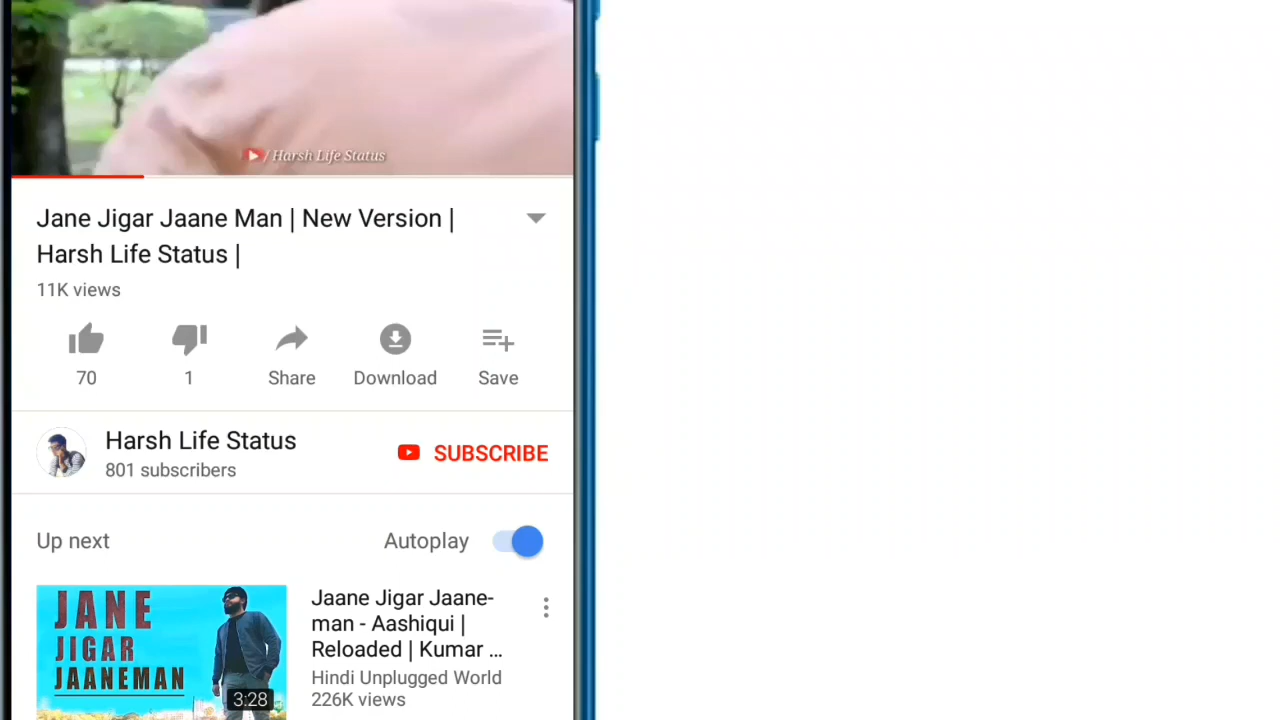 / Harsh Life Status
Jane Jigar Jaane Man | New Version |
Harsh Life Status |
11K views
70
1
Share
Download
Save
Harsh Life Status
801 subscribers
SUBSCRIBE
Up next
Autoplay
JANE
JIGAR
JAANEMAN
3:28
Jaane Jigar Jaane-
man - Aashiqui |
Reloaded | Kumar ...
Hindi Unplugged World
226K views